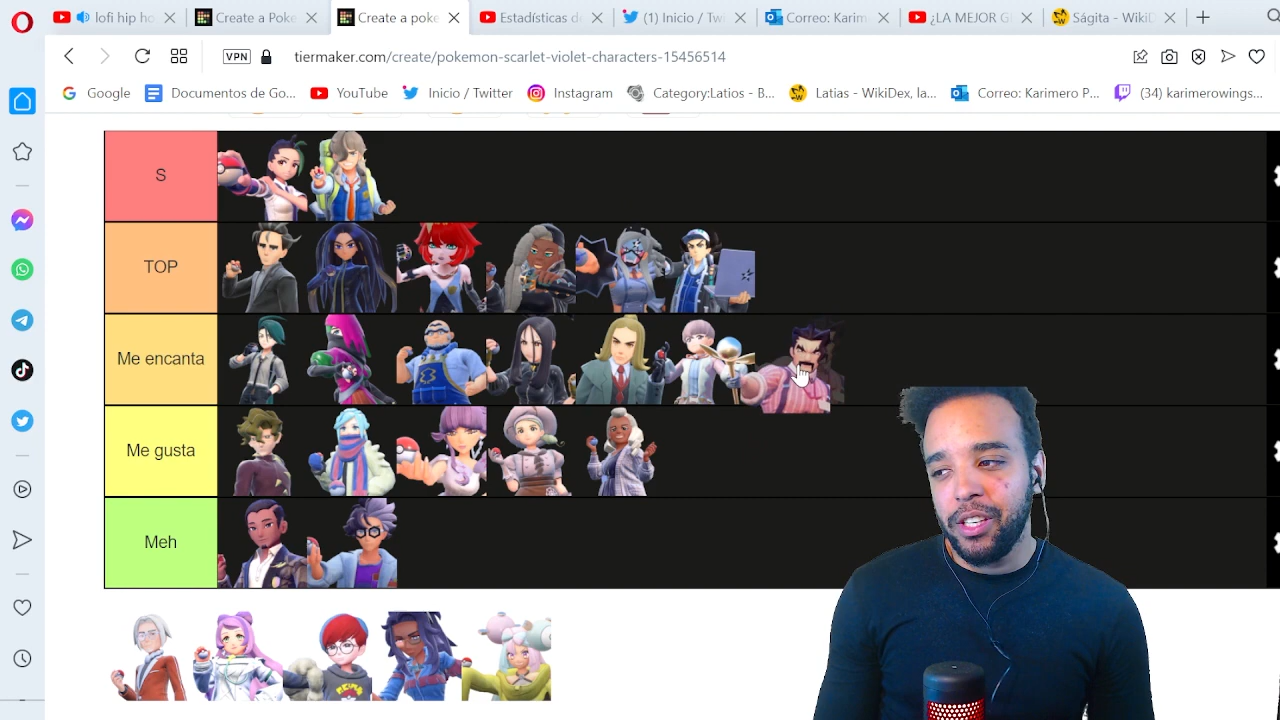 lofi hip ho
Create a Poke
Create a poke
Estadísticas d
(1) Inicio / Tw
Correo: Karim
¿LA MEJOR G
Ságita - WikiD
VPN
tiermaker.com/create/pokemon-scarlet-violet-characters-15456514
Google
Documentos de Go...
YouTube
Inicio / Twitter
Instagram
Category:Latios - B...
Latias - WikiDex, la...
Correo: Karimero P...
(34) karimerowings...
S
TOP
Me encanta
Me gusta
Meh